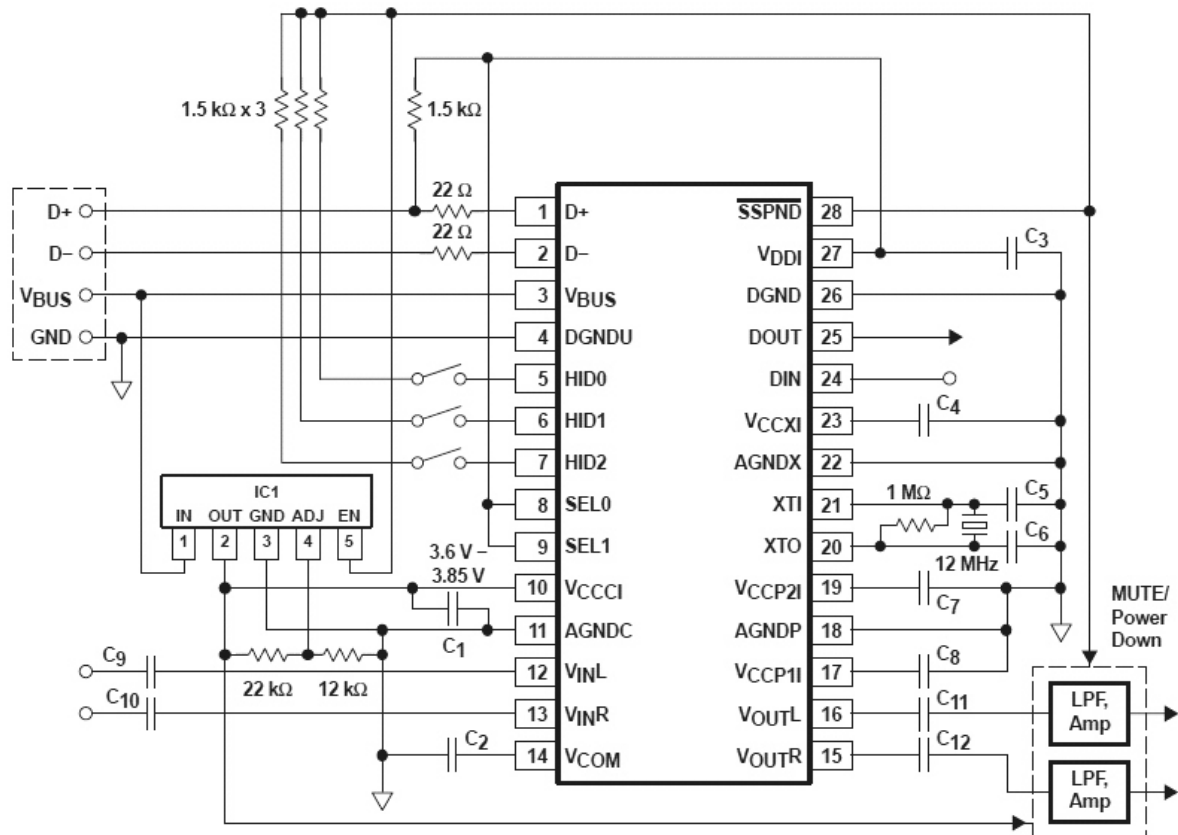 1.5 kΩ x 3
1.5 kΩ
22 Ω
22 Ω
D+
D–
VBUS
GND
1 D+
2 D–
3 VBUS
4 DGNDU
5 HID0
6 HID1
7 HID2
8 SEL0
9 SEL1
10 VCCCI
11 AGNDC
12 VINL
13 VINR
14 VCOM
SSPND 28
VDDI 27
DGND 26
DOUT 25
DIN 24
VCCXI 23
AGNDX 22
XTI 21
XTO 20
VCCP2I 19
AGNDP 18
VCCP1I 17
VOUTL 16
VOUTR 15
IC1
IN OUT GND ADJ EN
1 2 3 4 5
3.6 V –
3.85 V
C1
22 kΩ
12 kΩ
C9
C10
C2
C3
C4
1 MΩ
C5
C6
12 MHz
C7
C8
C11
C12
MUTE/
Power
Down
LPF,
Amp
LPF,
Amp